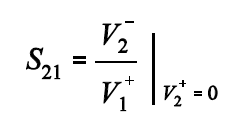 S₂₁ = V₂⁻ / V₁⁺ | V₂⁺ = 0